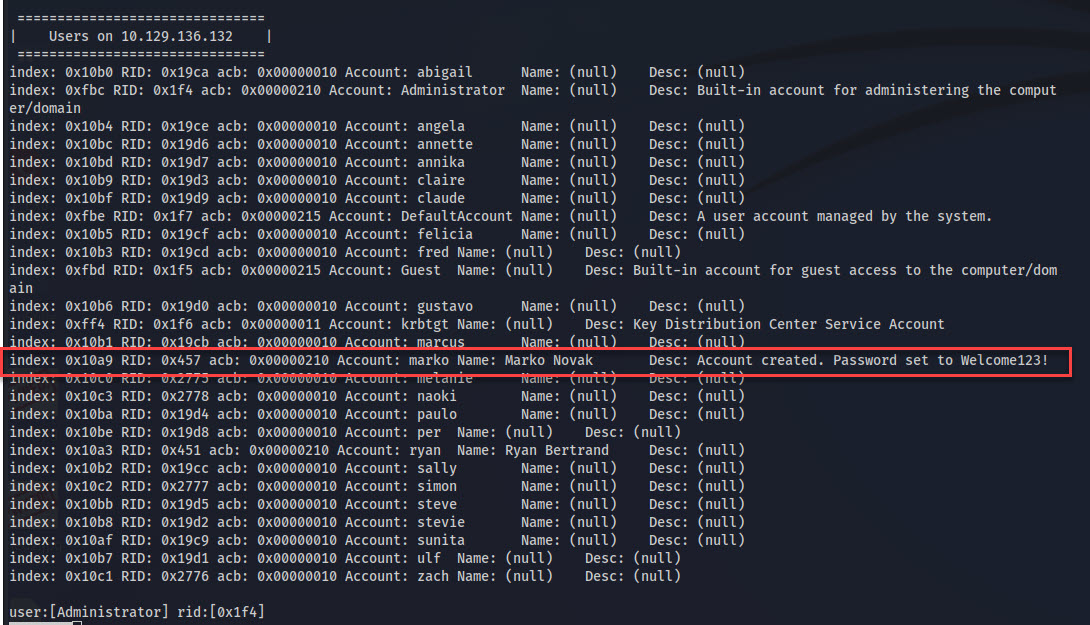 ==============================
|    Users on 10.129.136.132    |
==============================
index: 0x10b0 RID: 0x19ca acb: 0x00000010 Account: abigail      Name: (null)    Desc: (null)
index: 0xfbc RID: 0x1f4 acb: 0x00000210 Account: Administrator  Name: (null)    Desc: Built-in account for administering the comput
er/domain
index: 0x10b4 RID: 0x19ce acb: 0x00000010 Account: angela       Name: (null)    Desc: (null)
index: 0x10bc RID: 0x19d6 acb: 0x00000010 Account: annette      Name: (null)    Desc: (null)
index: 0x10bd RID: 0x19d7 acb: 0x00000010 Account: annika       Name: (null)    Desc: (null)
index: 0x10b9 RID: 0x19d3 acb: 0x00000010 Account: claire       Name: (null)    Desc: (null)
index: 0x10bf RID: 0x19d9 acb: 0x00000010 Account: claude       Name: (null)    Desc: (null)
index: 0xfbe RID: 0x1f7 acb: 0x00000215 Account: DefaultAccount Name: (null)    Desc: A user account managed by the system.
index: 0x10b5 RID: 0x19cf acb: 0x00000010 Account: felicia      Name: (null)    Desc: (null)
index: 0x10b3 RID: 0x19cd acb: 0x00000010 Account: fred Name: (null)    Desc: (null)
index: 0xfbd RID: 0x1f5 acb: 0x00000215 Account: Guest  Name: (null)    Desc: Built-in account for guest access to the computer/dom
ain
index: 0x10b6 RID: 0x19d0 acb: 0x00000010 Account: gustavo      Name: (null)    Desc: (null)
index: 0xff4 RID: 0x1f6 acb: 0x00000011 Account: krbtgt Name: (null)    Desc: Key Distribution Center Service Account
index: 0x10b1 RID: 0x19cb acb: 0x00000010 Account: marcus       Name: (null)    Desc: (null)
index: 0x10a9 RID: 0x457 acb: 0x00000210 Account: marko Name: Marko Novak       Desc: Account created. Password set to Welcome123!
index: 0x10c0 RID: 0x2775 acb: 0x00000010 Account: melanie      Name: (null)    Desc: (null)
index: 0x10c3 RID: 0x2778 acb: 0x00000010 Account: naoki        Name: (null)    Desc: (null)
index: 0x10ba RID: 0x19d4 acb: 0x00000010 Account: paulo        Name: (null)    Desc: (null)
index: 0x10be RID: 0x19d8 acb: 0x00000010 Account: per  Name: (null)    Desc: (null)
index: 0x10a3 RID: 0x451 acb: 0x00000210 Account: ryan  Name: Ryan Bertrand     Desc: (null)
index: 0x10b2 RID: 0x19cc acb: 0x00000010 Account: sally        Name: (null)    Desc: (null)
index: 0x10c2 RID: 0x2777 acb: 0x00000010 Account: simon        Name: (null)    Desc: (null)
index: 0x10bb RID: 0x19d5 acb: 0x00000010 Account: steve        Name: (null)    Desc: (null)
index: 0x10b8 RID: 0x19d2 acb: 0x00000010 Account: stevie       Name: (null)    Desc: (null)
index: 0x10af RID: 0x19c9 acb: 0x00000010 Account: sunita       Name: (null)    Desc: (null)
index: 0x10b7 RID: 0x19d1 acb: 0x00000010 Account: ulf  Name: (null)    Desc: (null)
index: 0x10c1 RID: 0x2776 acb: 0x00000010 Account: zach Name: (null)    Desc: (null)
user:[Administrator] rid:[0x1f4]